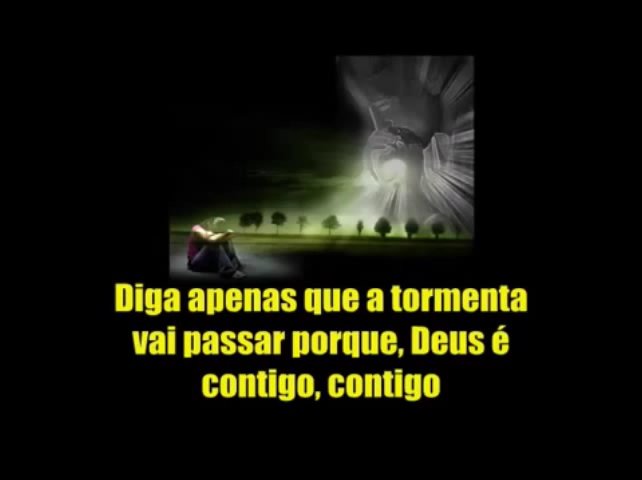 Diga apenas que a tormenta
vai passar porque, Deus é
contigo, contigo